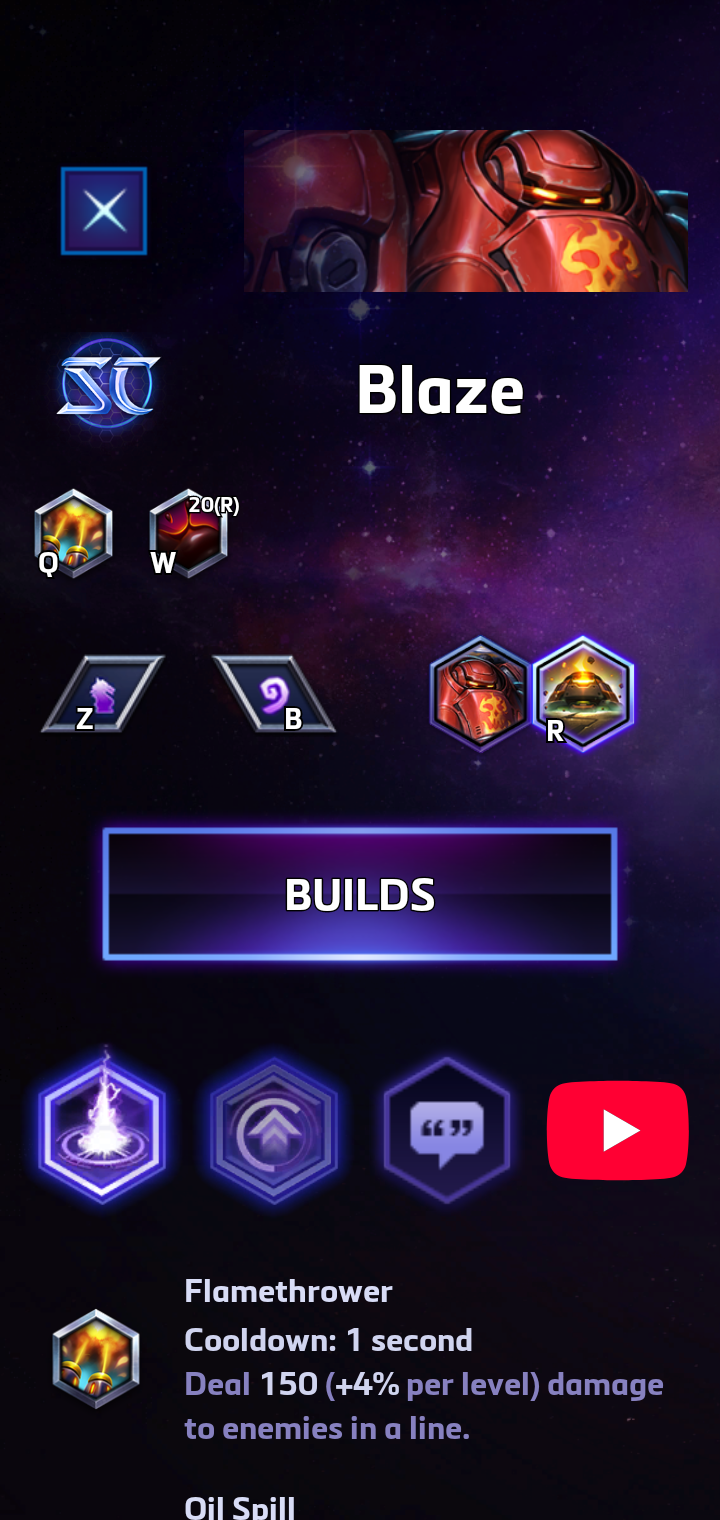 SC
Blaze
Q
20(R)
W
Z
B
R
BUILDS
“ ”
Flamethrower
Cooldown: 1 second
Deal 150 (+4% per level) damage
to enemies in a line.
Oil Spill